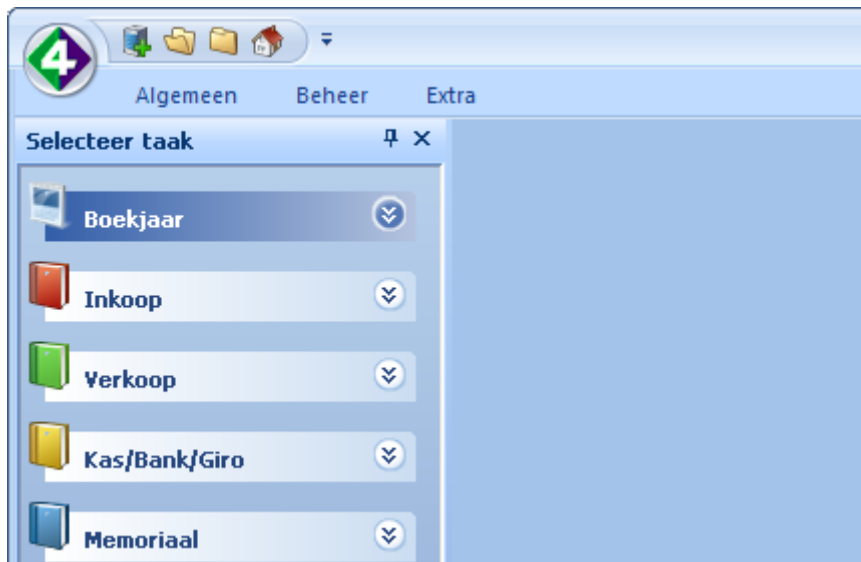 4
Algemeen Beheer Extra
Selecteer taak
Boekjaar
Inkoop
Verkoop
Kas/Bank/Giro
Memoriaal